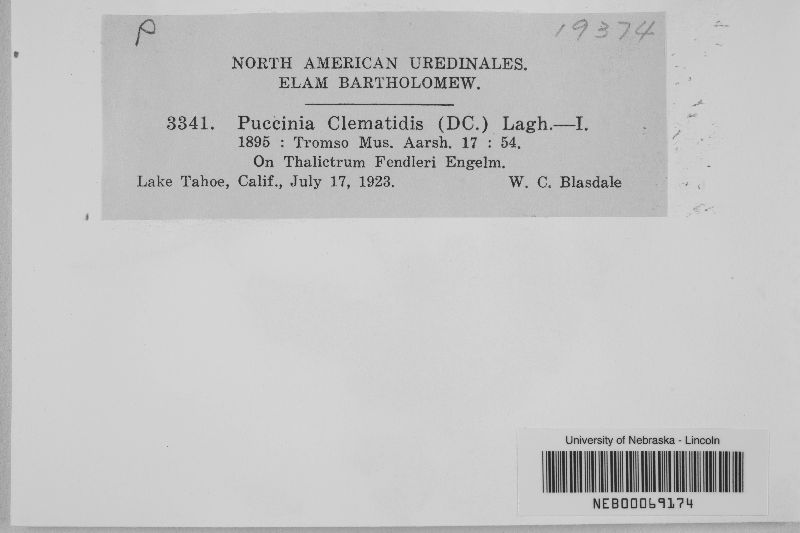 P 19374
NORTH AMERICAN UREDINALES.
ELAM BARTHOLOMEW.
3341. Puccinia Clematidis (DC.) Lagh.—I.
1895 : Tromso Mus. Aarsh. 17 : 54.
On Thalictrum Fendleri Engelm.
Lake Tahoe, Calif., July 17, 1923. W. C. Blasdale
University of Nebraska - Lincoln
NEB00069174